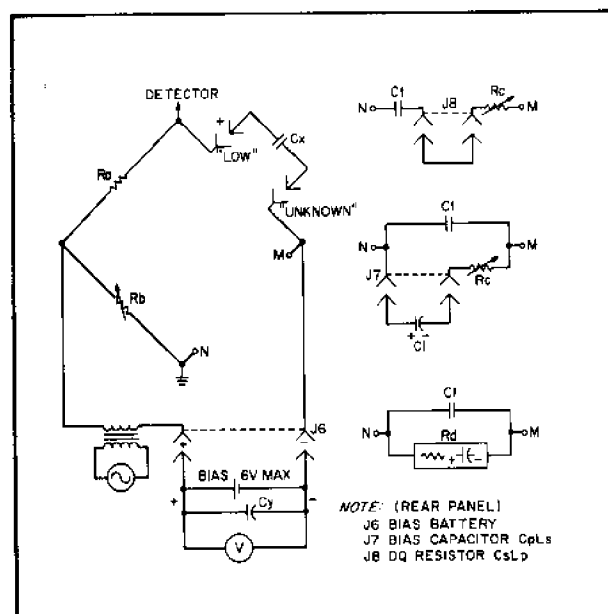 DETECTOR
+
"LOW"
Cx
"UNKNOWN"
Ra
Rb
N
M
J6
+ -
BIAS 6V MAX
+ -
Cy
V
N C1 J8 Rc M
C1
N M
J7 Rc
+ -
C1
C1
N M
Rd
+ -
NOTE: (REAR PANEL)
J6 BIAS BATTERY
J7 BIAS CAPACITOR CpLs
J8 DQ RESISTOR CsLp